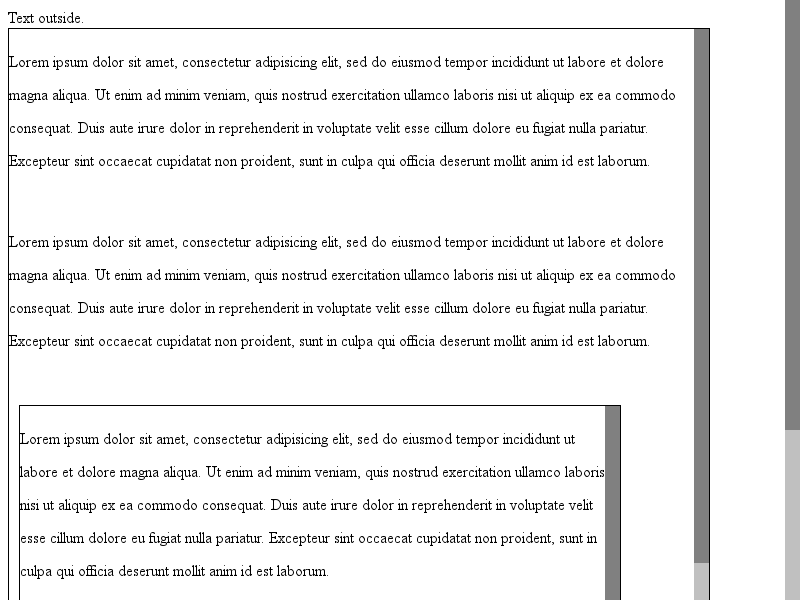 Text outside.
Lorem ipsum dolor sit amet, consectetur adipisicing elit, sed do eiusmod tempor incididunt ut labore et dolore
magna aliqua. Ut enim ad minim veniam, quis nostrud exercitation ullamco laboris nisi ut aliquip ex ea commodo
consequat. Duis aute irure dolor in reprehenderit in voluptate velit esse cillum dolore eu fugiat nulla pariatur.
Excepteur sint occaecat cupidatat non proident, sunt in culpa qui officia deserunt mollit anim id est laborum.
Lorem ipsum dolor sit amet, consectetur adipisicing elit, sed do eiusmod tempor incididunt ut labore et dolore
magna aliqua. Ut enim ad minim veniam, quis nostrud exercitation ullamco laboris nisi ut aliquip ex ea commodo
consequat. Duis aute irure dolor in reprehenderit in voluptate velit esse cillum dolore eu fugiat nulla pariatur.
Excepteur sint occaecat cupidatat non proident, sunt in culpa qui officia deserunt mollit anim id est laborum.
Lorem ipsum dolor sit amet, consectetur adipisicing elit, sed do eiusmod tempor incididunt ut
labore et dolore magna aliqua. Ut enim ad minim veniam, quis nostrud exercitation ullamco laboris
nisi ut aliquip ex ea commodo consequat. Duis aute irure dolor in reprehenderit in voluptate velit
esse cillum dolore eu fugiat nulla pariatur. Excepteur sint occaecat cupidatat non proident, sunt in
culpa qui officia deserunt mollit anim id est laborum.